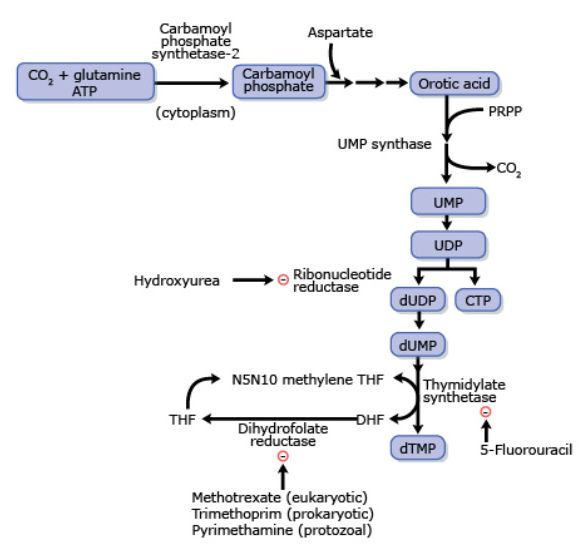 Carbamoyl
phosphate
synthetase-2
Aspartate
CO2 + glutamine
ATP
Carbamoyl
phosphate
Orotic acid
(cytoplasm)
PRPP
UMP synthase
CO2
UMP
UDP
Hydroxyurea
⊖ Ribonucleotide
reductase
dUDP
CTP
dUMP
N5N10 methylene THF
Thymidylate
synthetase
⊖
THF
DHF
Dihydrofolate
reductase
⊖
dTMP
5-Fluorouracil
Methotrexate (eukaryotic)
Trimethoprim (prokaryotic)
Pyrimethamine (protozoal)